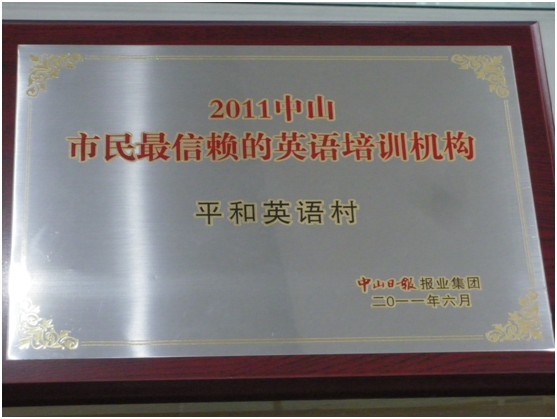 2011中山
市民最信赖的英语培训机构
平和英语村
中山日报报业集团
二0一一年六月